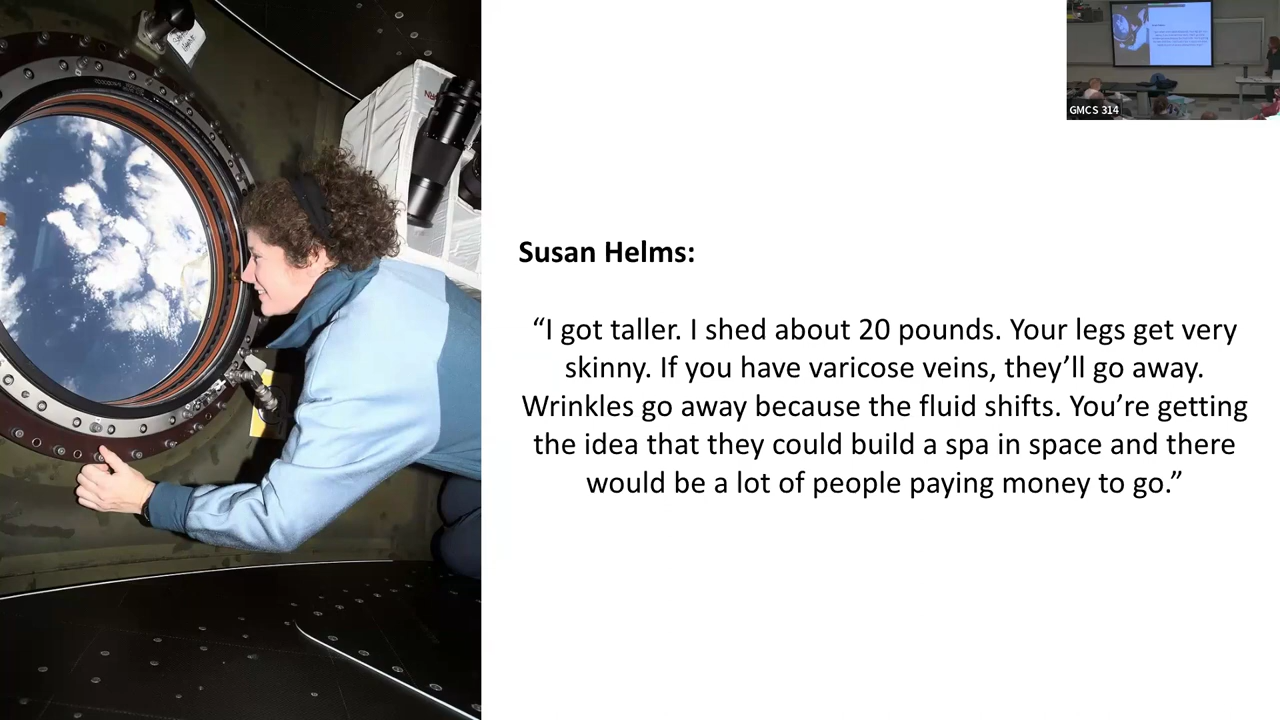 GMCS 314
Susan Helms:
“I got taller. I shed about 20 pounds. Your legs get very
skinny. If you have varicose veins, they’ll go away.
Wrinkles go away because the fluid shifts. You’re getting
the idea that they could build a spa in space and there
would be a lot of people paying money to go.”